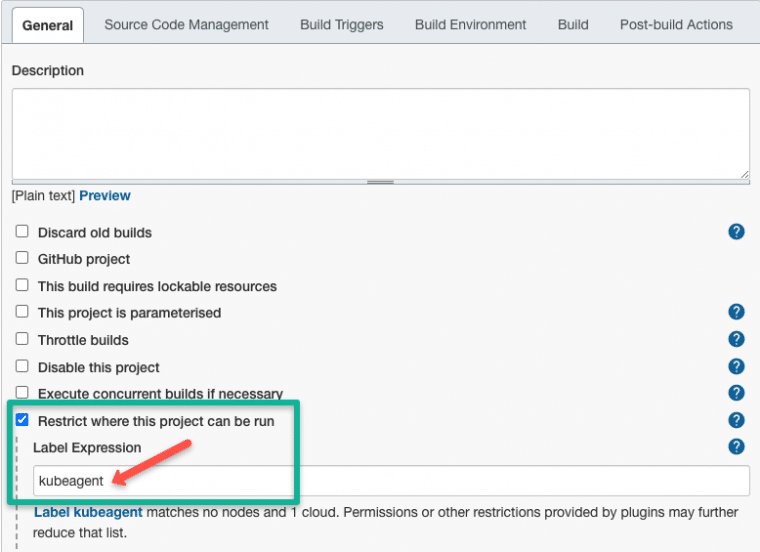 General Source Code Management Build Triggers Build Environment Build Post-build Actions
Description
[Plain text] Preview
Discard old builds ?
GitHub project
This build requires lockable resources
This project is parameterised ?
Throttle builds ?
Disable this project ?
Execute concurrent builds if necessary ?
Restrict where this project can be run ?
Label Expression ?
kubeagent
Label kubeagent matches no nodes and 1 cloud. Permissions or other restrictions provided by plugins may further
reduce that list.